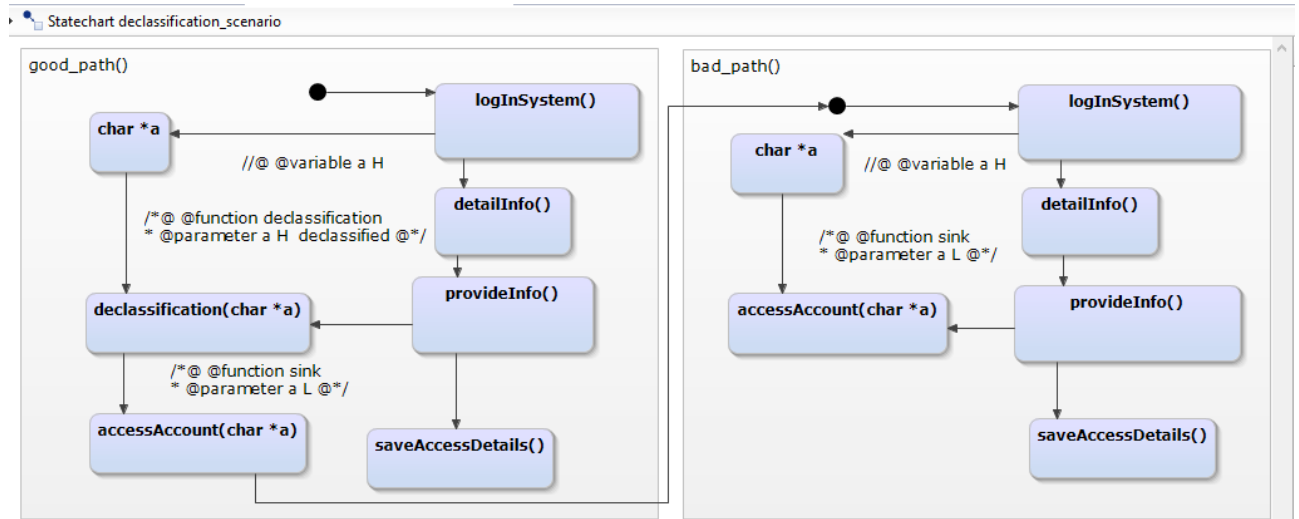 Statechart declassification_scenario
good_path()
logInSystem()
char *a
//@ @variable a H
detailInfo()
/*@ @function declassification
* @parameter a H  declassified @*/
provideInfo()
declassification(char *a)
/*@ @function sink
* @parameter a L @*/
accessAccount(char *a)
saveAccessDetails()
bad_path()
logInSystem()
char *a
//@ @variable a H
detailInfo()
/*@ @function sink
* @parameter a L @*/
provideInfo()
accessAccount(char *a)
saveAccessDetails()